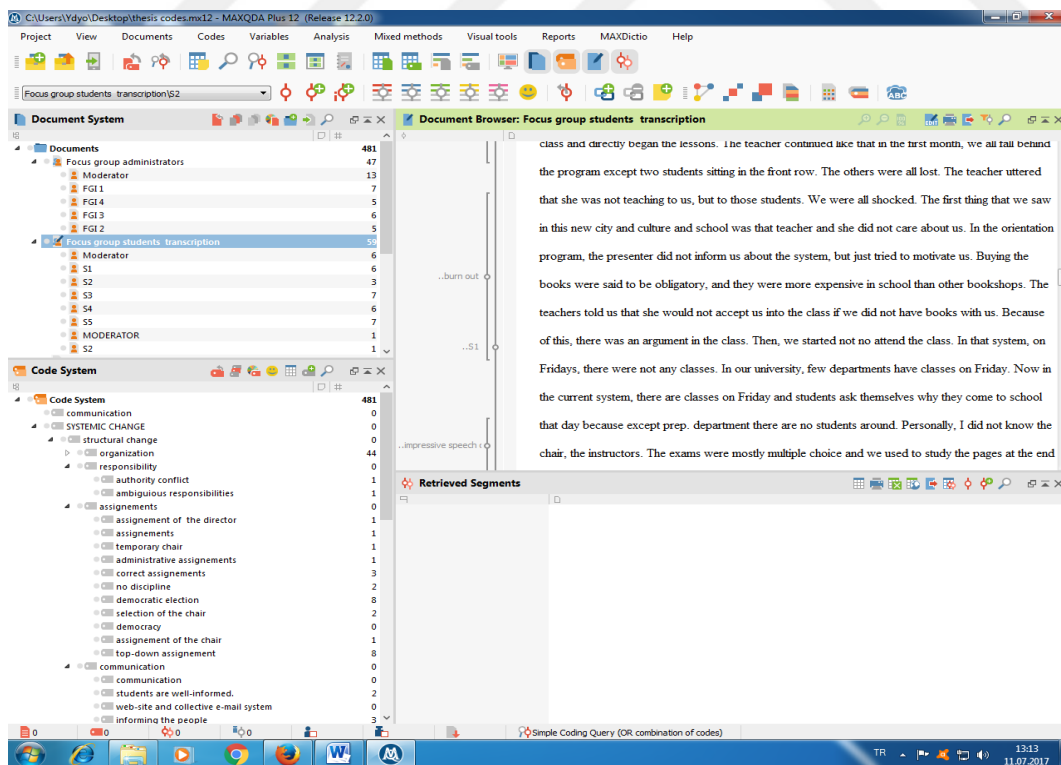 C:\Users\Ydyo\Desktop\thesis codes.mx12 - MAXQDA Plus 12 (Release 12.2.0)
Project View Documents Codes Variables Analysis Mixed methods Visual tools Reports MAXDictio Help
Focus group students transcription\S2
Document System
Documents 481
Focus group administrators 47
Moderator 13
FGI 1 7
FGI 4 5
FGI 3 6
FGI 2 5
Focus group students transcription 59
Moderator 6
S1 6
S2 3
S3 7
S4 6
S5 7
MODERATOR 1
S2 1
Code System
Code System 481
communication 0
SYSTEMIC CHANGE 0
structural change 0
organization 44
responsibility 0
authority conflict 1
ambiguious responsibilities 1
assignements 0
assignement of the director 1
assignements 1
temporary chair 1
administrative assignements 1
correct assignements 3
no discipline 2
democratic election 8
selection of the chair 2
democracy 0
assignement of the chair 1
top-down assignement 8
communication 0
communication 0
students are well-informed. 2
web-site and collective e-mail system 0
informing the people 3
Document Browser: Focus group students transcription
class and directly began the lessons. The teacher continued like that in the first month, we all fall behind
the program except two students sitting in the front row. The others were all lost. The teacher uttered
that she was not teaching to us, but to those students. We were all shocked. The first thing that we saw
in this new city and culture and school was that teacher and she did not care about us. In the orientation
program, the presenter did not inform us about the system, but just tried to motivate us. Buying the
..burn out
books were said to be obligatory, and they were more expensive in school than other bookshops. The
teachers told us that she would not accept us into the class if we did not have books with us. Because
..S1
of this, there was an argument in the class. Then, we started not no attend the class. In that system, on
Fridays, there were not any classes. In our university, few departments have classes on Friday. Now in
the current system, there are classes on Friday and students ask themselves why they come to school
..impressive speech
that day because except prep. department there are no students around. Personally, I did not know the
chair, the instructors. The exams were mostly multiple choice and we used to study the pages at the end
Retrieved Segments
0 0 0 0 Simple Coding Query (OR combination of codes)
TR 13:13
11.07.2017